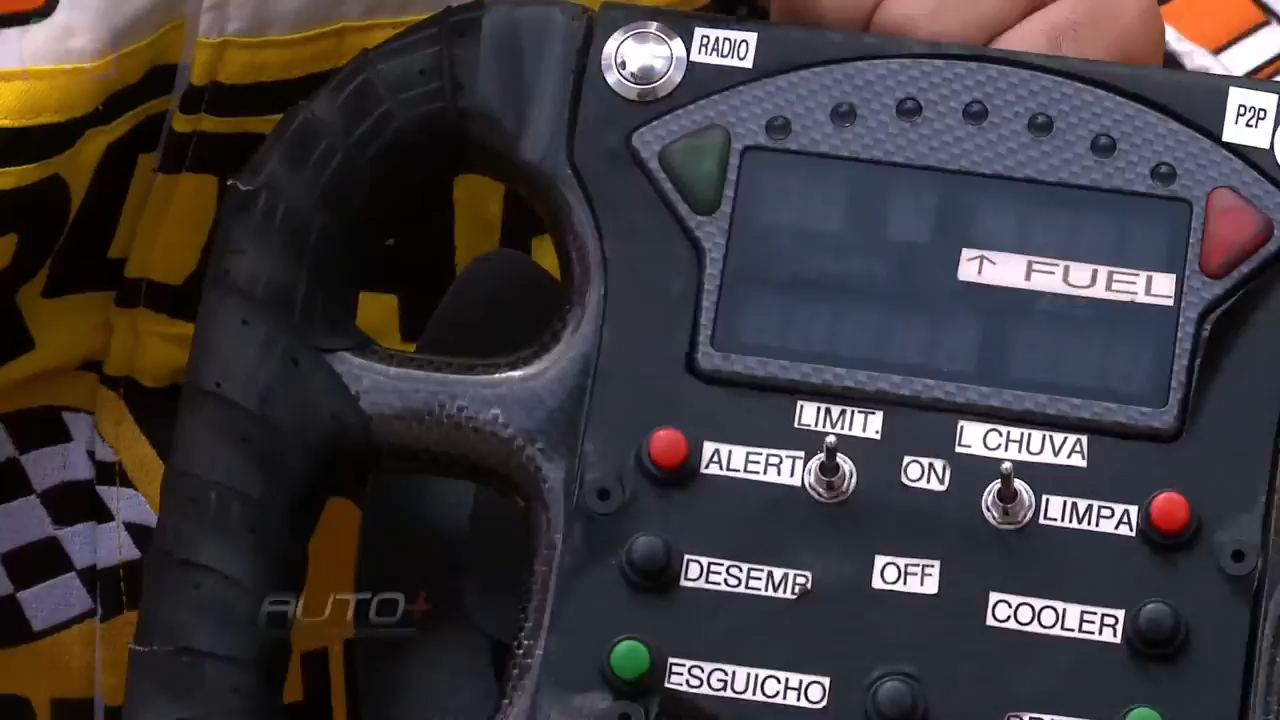 RADIO
P2P
↑ FUEL
LIMIT.
L CHUVA
ALERT
ON
LIMPA
DESEMB
OFF
COOLER
AUTO+
ESGUICHO